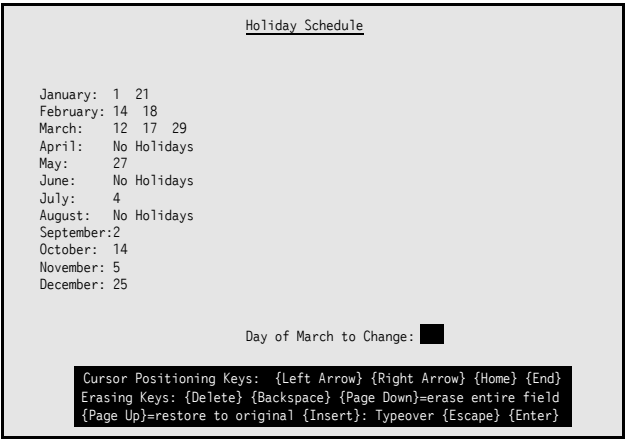 Holiday Schedule
January: 1 21
February: 14 18
March: 12 17 29
April: No Holidays
May: 27
June: No Holidays
July: 4
August: No Holidays
September:2
October: 14
November: 5
December: 25
Day of March to Change:
Cursor Positioning Keys: {Left Arrow} {Right Arrow} {Home} {End}
Erasing Keys: {Delete} {Backspace} {Page Down}=erase entire field
{Page Up}=restore to original {Insert}: Typeover {Escape} {Enter}